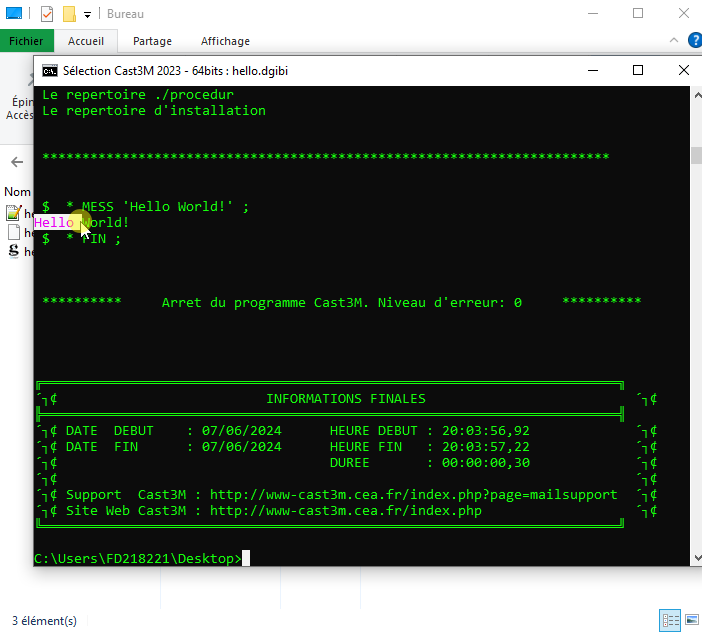 Bureau
Fichier Accueil Partage Affichage
Sélection Cast3M 2023 - 64bits : hello.dgibi
Épin
Accès
Nom
he
he
he
Le repertoire ./procedur
Le repertoire d'installation
***********************************************************************
$ * MESS 'Hello World!' ;
Hello World!
$ * FIN ;
********** Arret du programme Cast3M. Niveau d'erreur: 0 **********
INFORMATIONS FINALES
DATE DEBUT : 07/06/2024 HEURE DEBUT : 20:03:56,92
DATE FIN : 07/06/2024 HEURE FIN : 20:03:57,22
DUREE : 00:00:00,30
Support Cast3M : http://www-cast3m.cea.fr/index.php?page=mailsupport
Site Web Cast3M : http://www-cast3m.cea.fr/index.php
C:\Users\FD218221\Desktop>
3 élément(s)